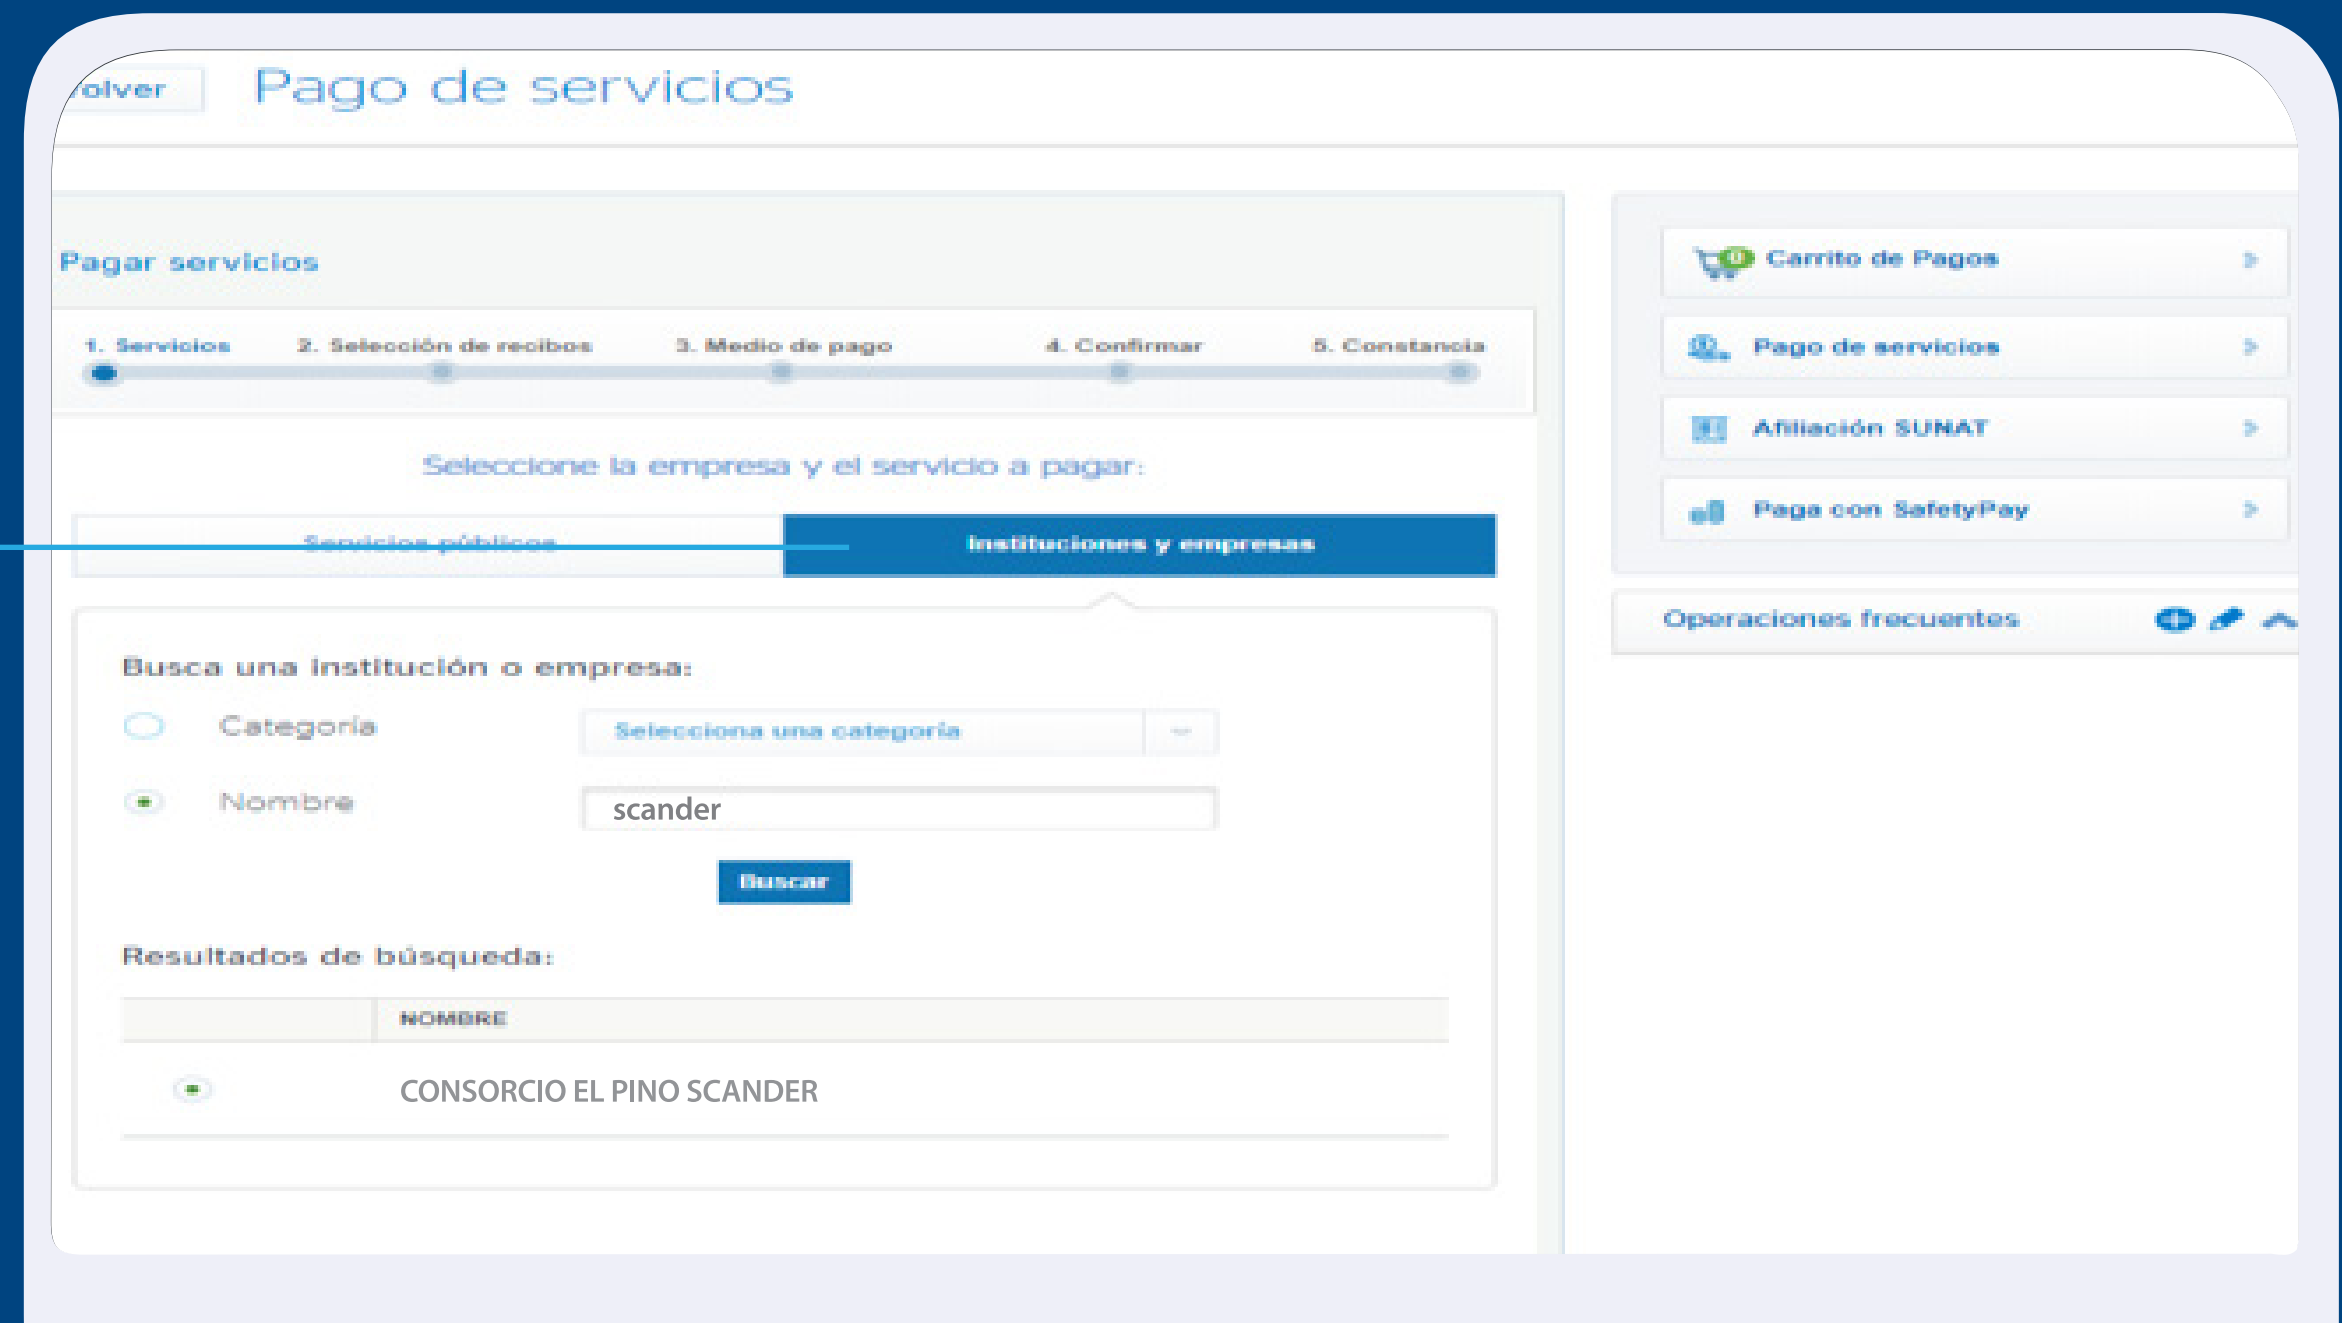 olver
Pago de servicios
Pagar servicios
1. Servicios
2. Selección de recibos
3. Medio de pago
4. Confirmar
5. Constancia
Seleccione la empresa y el servicio a pagar:
Servicios públicos
Instituciones y empresas
Busca una institución o empresa:
Categoría
Selecciona una categoría
Nombre
scander
Buscar
Resultados de búsqueda:
NOMBRE
CONSORCIO EL PINO SCANDER
0
Carrito de Pagos
Pago de servicios
Afiliación SUNAT
Paga con SafetyPay
Operaciones frecuentes